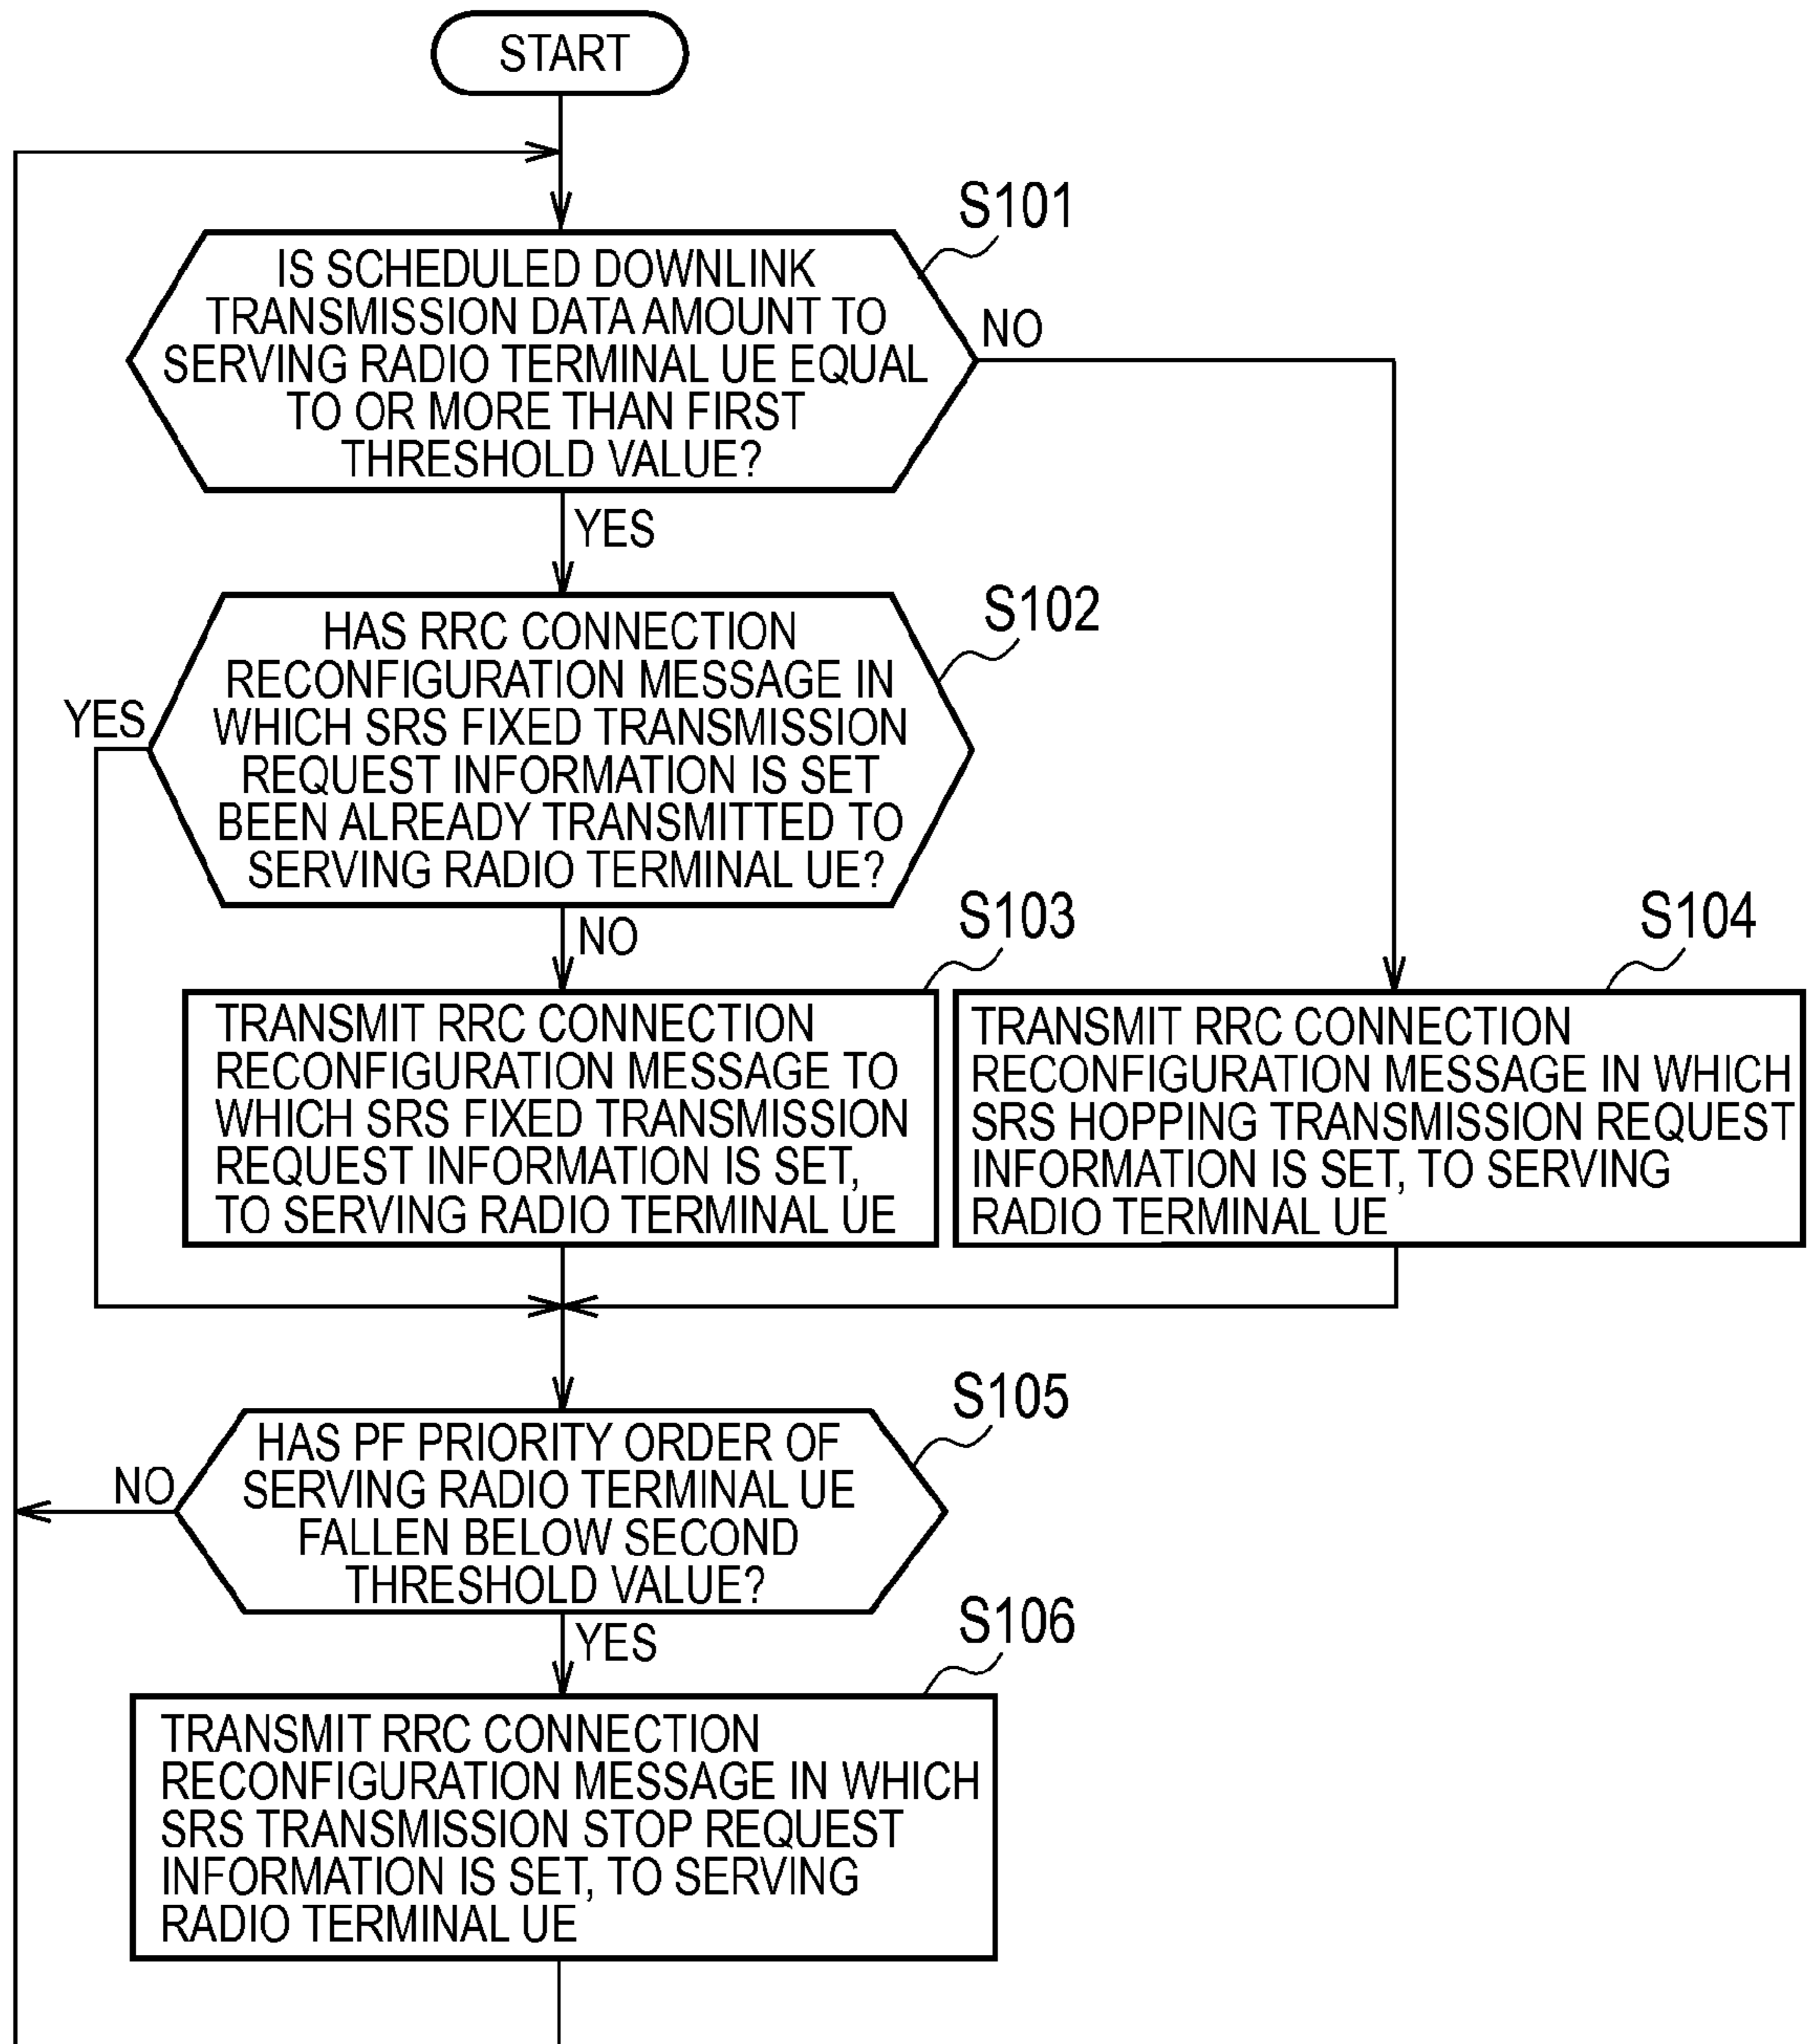 START
S101
IS SCHEDULED DOWNLINK
TRANSMISSION DATA AMOUNT TO
SERVING RADIO TERMINAL UE EQUAL
TO OR MORE THAN FIRST
THRESHOLD VALUE?
NO
YES
S102
HAS RRC CONNECTION
RECONFIGURATION MESSAGE IN
WHICH SRS FIXED TRANSMISSION
REQUEST INFORMATION IS SET
BEEN ALREADY TRANSMITTED TO
SERVING RADIO TERMINAL UE?
YES
NO
S103
TRANSMIT RRC CONNECTION
RECONFIGURATION MESSAGE TO
WHICH SRS FIXED TRANSMISSION
REQUEST INFORMATION IS SET,
TO SERVING RADIO TERMINAL UE
S104
TRANSMIT RRC CONNECTION
RECONFIGURATION MESSAGE IN WHICH
SRS HOPPING TRANSMISSION REQUEST
INFORMATION IS SET, TO SERVING
RADIO TERMINAL UE
S105
HAS PF PRIORITY ORDER OF
SERVING RADIO TERMINAL UE
FALLEN BELOW SECOND
THRESHOLD VALUE?
NO
YES
S106
TRANSMIT RRC CONNECTION
RECONFIGURATION MESSAGE IN WHICH
SRS TRANSMISSION STOP REQUEST
INFORMATION IS SET, TO SERVING
RADIO TERMINAL UE